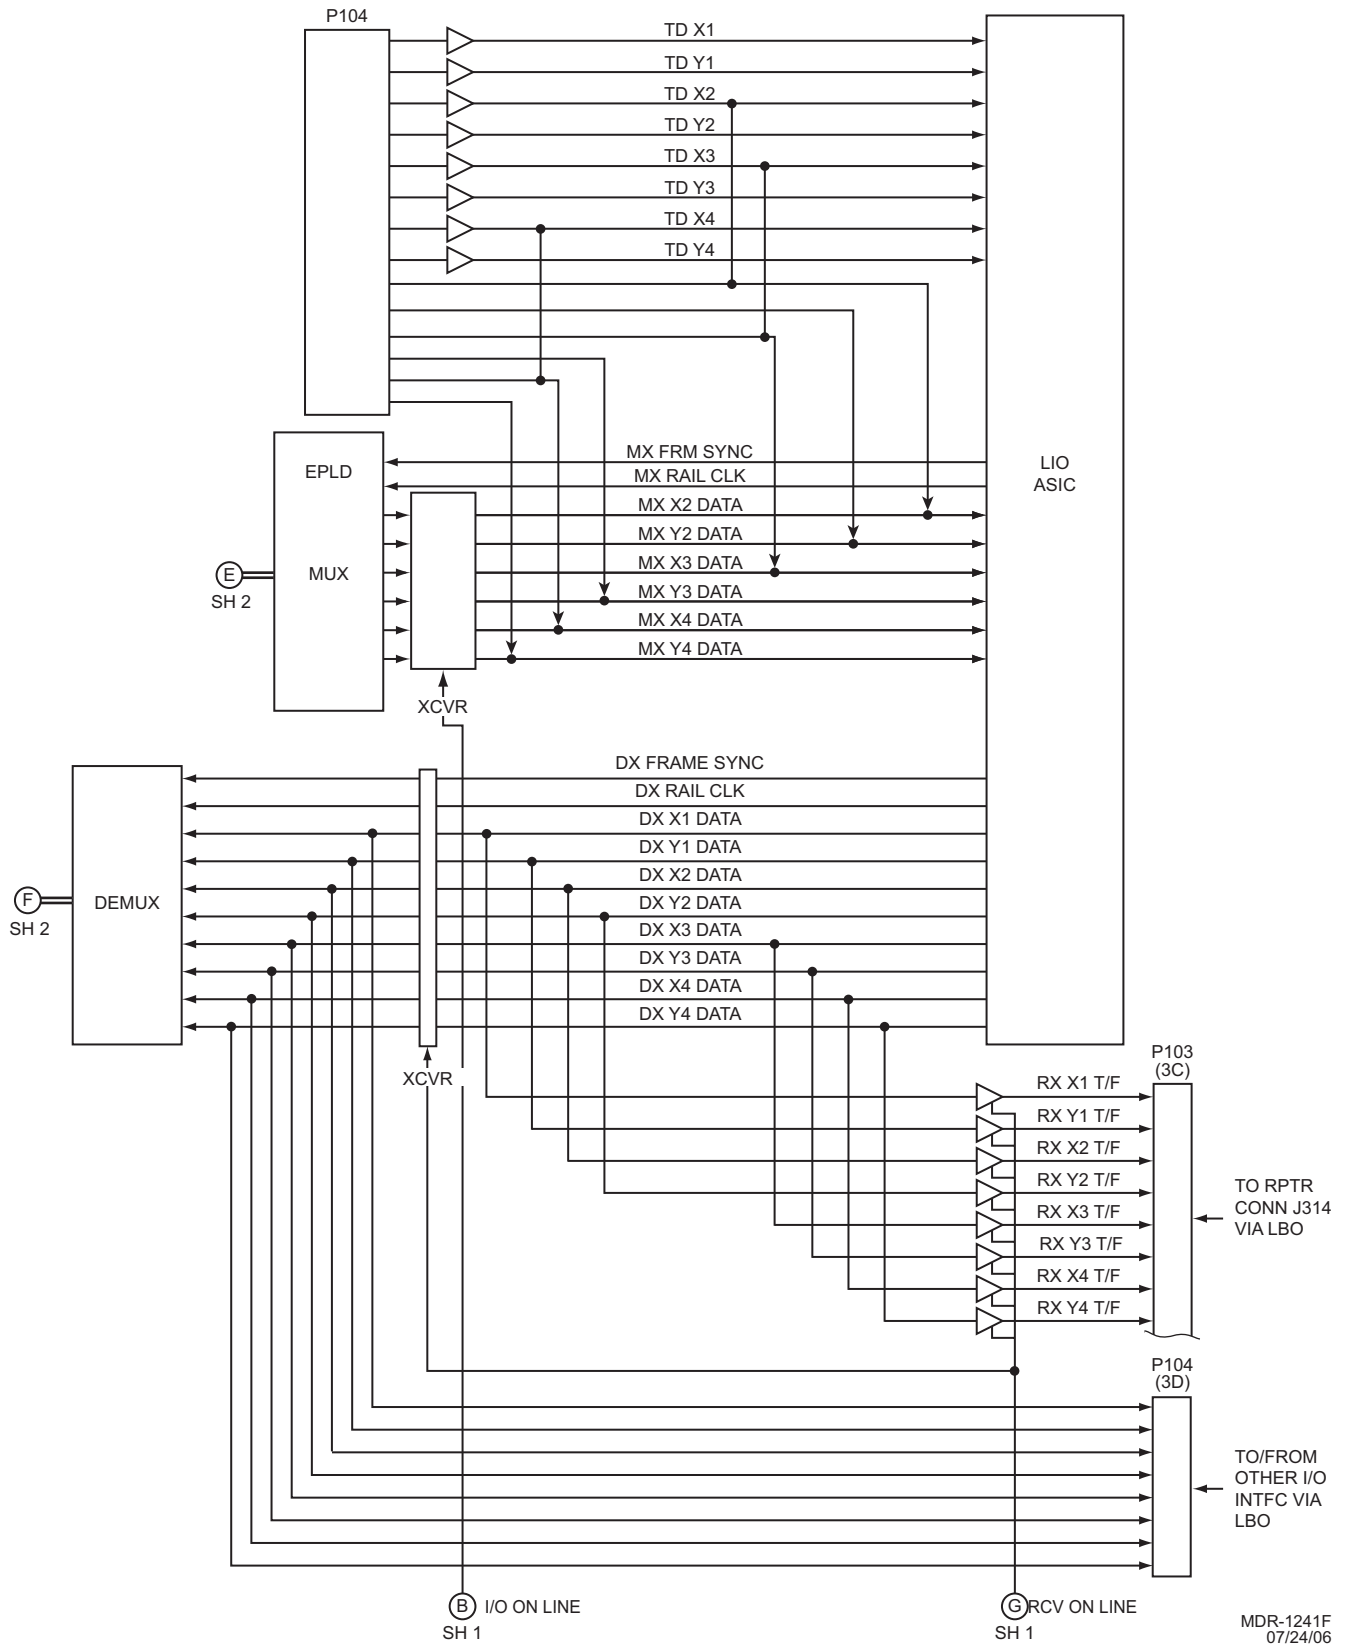 P104
TD X1
TD Y1
TD X2
TD Y2
TD X3
TD Y3
TD X4
TD Y4
LIO
ASIC
EPLD
MUX
E
SH 2
MX FRM SYNC
MX RAIL CLK
MX X2 DATA
MX Y2 DATA
MX X3 DATA
MX Y3 DATA
MX X4 DATA
MX Y4 DATA
XCVR
DX FRAME SYNC
DX RAIL CLK
DX X1 DATA
DX Y1 DATA
DX X2 DATA
DX Y2 DATA
DX X3 DATA
DX Y3 DATA
DX X4 DATA
DX Y4 DATA
F
SH 2
DEMUX
XCVR
P103
(3C)
RX X1 T/F
RX Y1 T/F
RX X2 T/F
RX Y2 T/F
RX X3 T/F
RX Y3 T/F
RX X4 T/F
RX Y4 T/F
TO RPTR
CONN J314
VIA LBO
P104
(3D)
TO/FROM
OTHER I/O
INTFC VIA
LBO
B I/O ON LINE
SH 1
G RCV ON LINE
SH 1
MDR-1241F
07/24/06